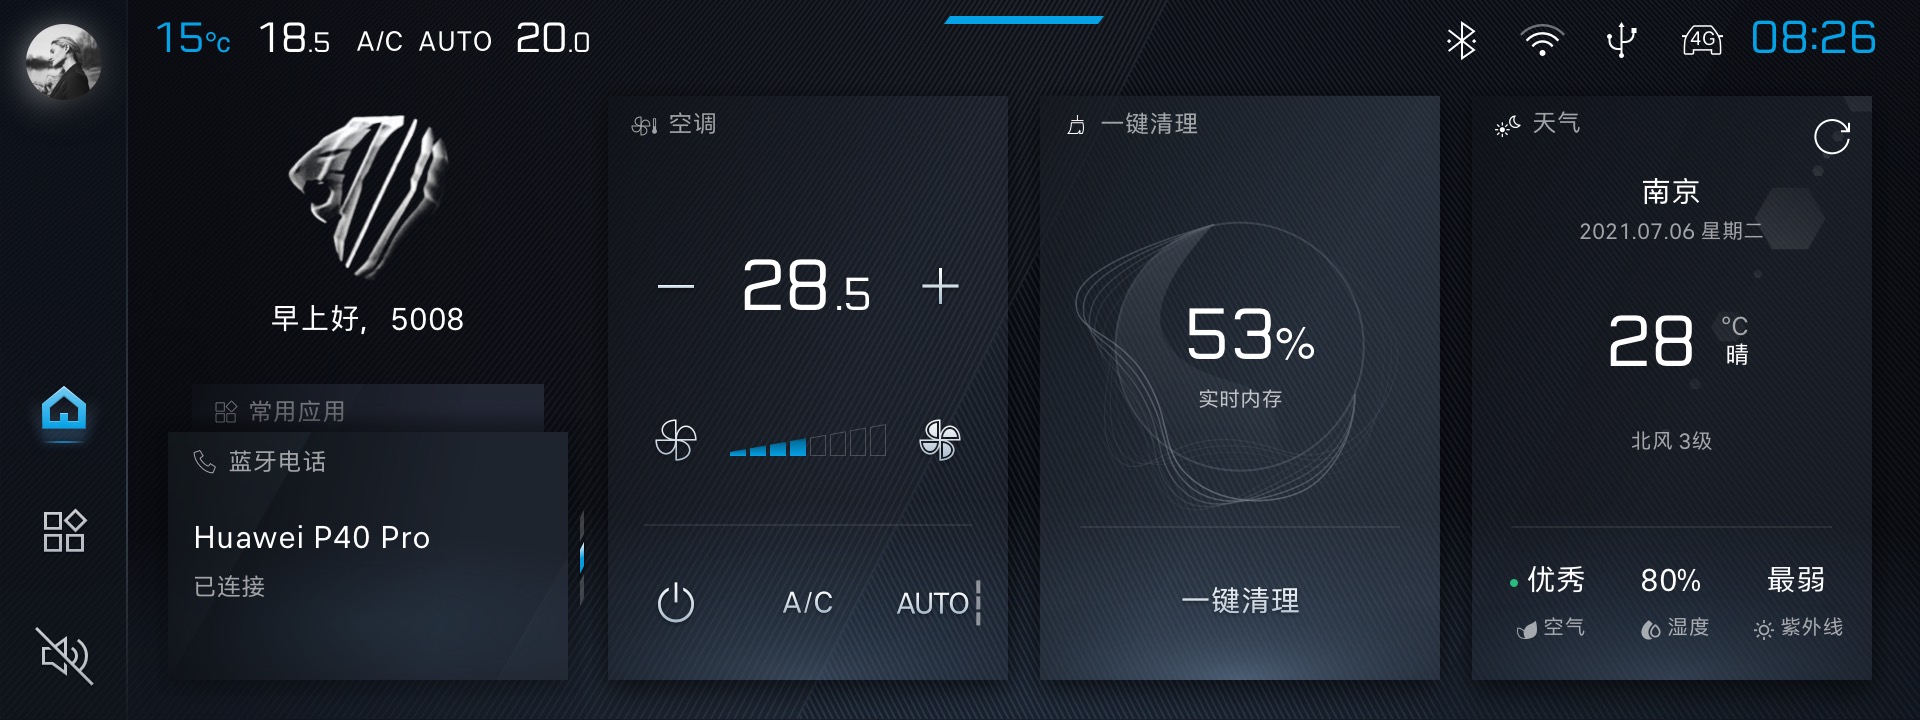 15°C 18.5 A/C AUTO 20.0
4G 08:26
早上好，5008
常用应用
蓝牙电话
Huawei P40 Pro
已连接
空调
28.5
A/C AUTO
一键清理
53%
实时内存
一键清理
天气
南京
2021.07.06 星期二
28 °C
晴
北风 3级
优秀 80% 最弱
空气 湿度 紫外线